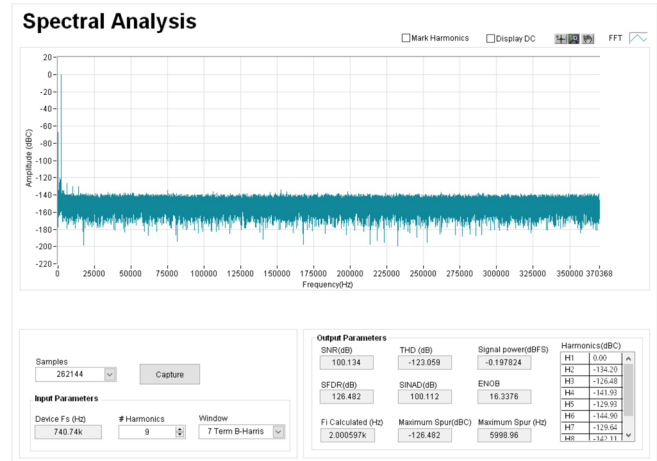 Spectral Analysis
Mark Harmonics Display DC FFT
20
0
-20
-40
-60
-80
-100
-120
-140
-160
-180
-200
-220
Amplitude (dBC)
0 25000 50000 75000 100000 125000 150000 175000 200000 225000 250000 275000 300000 325000 350000 370368
Frequency(Hz)
Samples
262144
Capture
Input Parameters
Device Fs (Hz) # Harmonics Window
740.74k 9 7 Term B-Harris
Output Parameters
SNR(dB) THD (dB) Signal power(dBFS)
100.134 -123.059 -0.197824
SFDR(dB) SINAD(dB) ENOB
126.482 100.112 16.3376
Fi Calculated (Hz) Maximum Spur(dBC) Maximum Spur (Hz)
2.000597k -126.482 5998.96
Harmonics(dBC)
H1 0.00
H2 -134.20
H3 -126.48
H4 -141.93
H5 -129.93
H6 -144.90
H7 -129.64
H8 -142.11